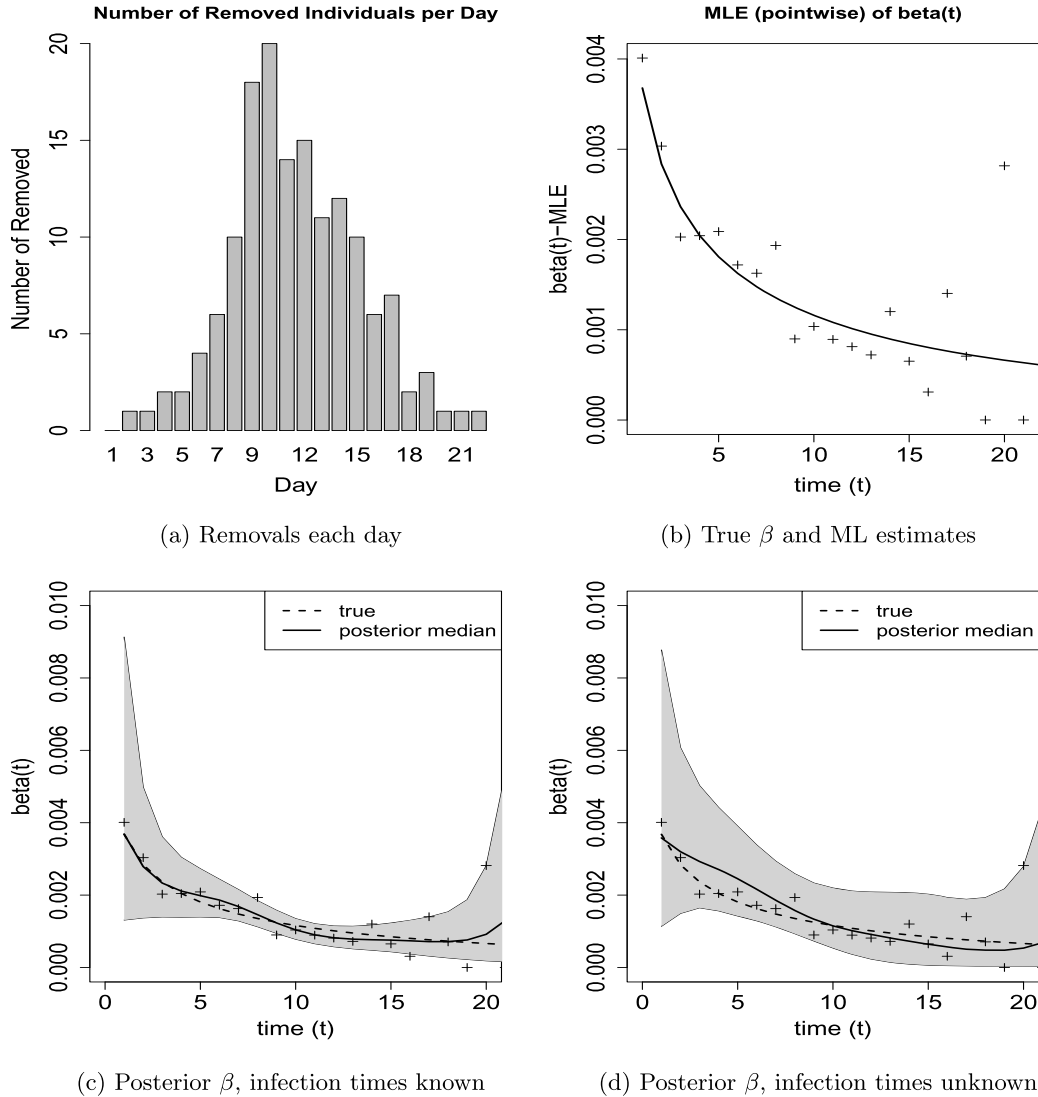 Number of Removed Individuals per Day
Number of Removed
0
5
10
15
20
1 3 5 7 9 12 15 18 21
Day
(a) Removals each day
MLE (pointwise) of beta(t)
beta(t)−MLE
0.000
0.001
0.002
0.003
0.004
5 10 15 20
time (t)
(b) True β and ML estimates
beta(t)
0.000
0.002
0.004
0.006
0.008
0.010
true
posterior median
0 5 10 15 20
time (t)
(c) Posterior β, infection times known
beta(t)
0.000
0.002
0.004
0.006
0.008
0.010
true
posterior median
0 5 10 15 20
time (t)
(d) Posterior β, infection times unknown